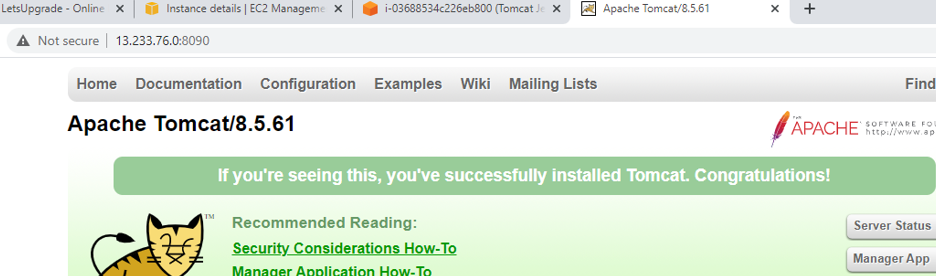 LetsUpgrade - Online
Instance details | EC2 Manageme
i-03688534c226eb800 (Tomcat Je
Apache Tomcat/8.5.61
Not secure 13.233.76.0:8090
Home Documentation Configuration Examples Wiki Mailing Lists Find
Apache Tomcat/8.5.61
THE
APACHE
SOFTWARE FOU
http://www.ap
If you're seeing this, you've successfully installed Tomcat. Congratulations!
TM
Recommended Reading:
Security Considerations How-To
Manager Application How-To
Server Status
Manager App